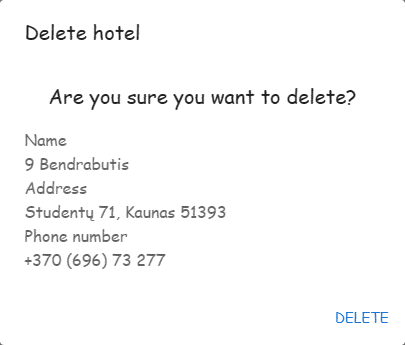 Delete hotel
Are you sure you want to delete?
Name
9 Bendrabutis
Address
Studentų 71, Kaunas 51393
Phone number
+370 (696) 73 277
DELETE